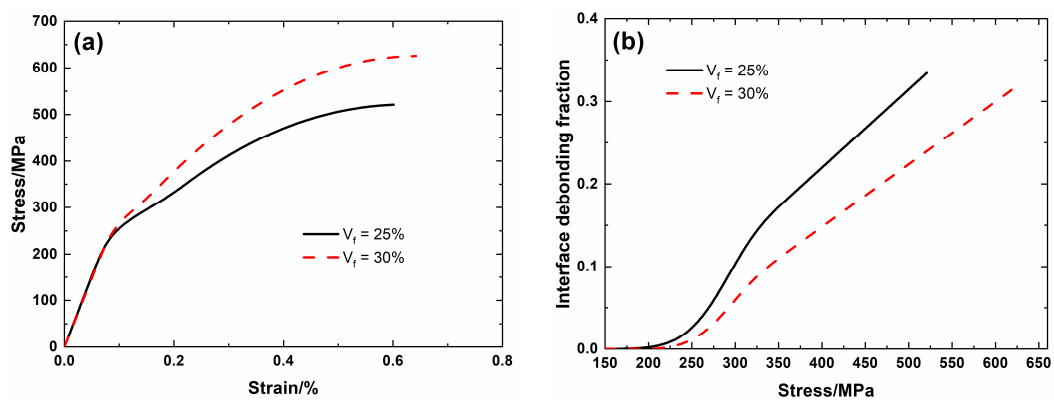 (a)
700
600
500
400
300
200
100
0
Stress/MPa
V_f = 25%
V_f = 30%
0.0 0.2 0.4 0.6 0.8
Strain/%
(b)
0.4
0.3
0.2
0.1
0.0
Interface debonding fraction
V_f = 25%
V_f = 30%
150 200 250 300 350 400 450 500 550 600 650
Stress/MPa